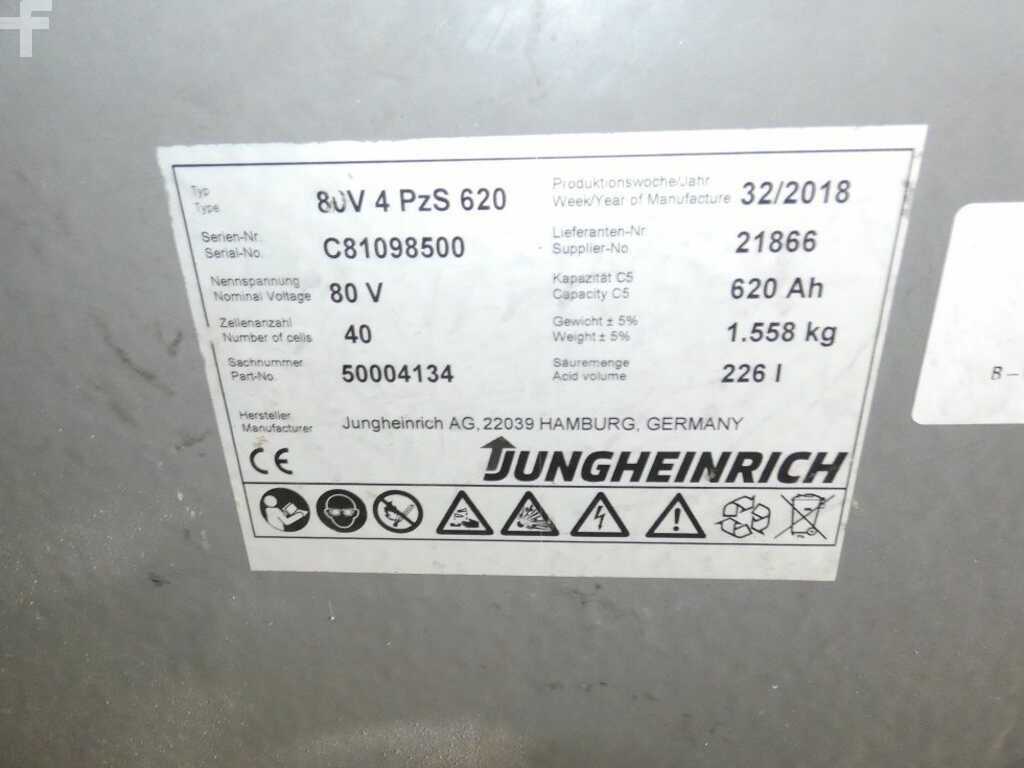 f
Typ
Type
80V 4 PzS 620
Produktionswoche/Jahr
Week/Year of Manufacture
32/2018
Serien-Nr.
Serial-No.
C81098500
Lieferanten-Nr
Supplier-No.
21866
Nennspannung
Nominal Voltage
80 V
Kapazität C5
Capacity C5
620 Ah
Zellenanzahl
Number of cells
40
Gewicht ± 5%
Weight ± 5%
1.558 kg
Sachnummer
Part-No.
50004134
Säuremenge
Acid volume
226 l
Hersteller
Manufacturer
Jungheinrich AG, 22039 HAMBURG, GERMANY
CE
JUNGHEINRICH
B-